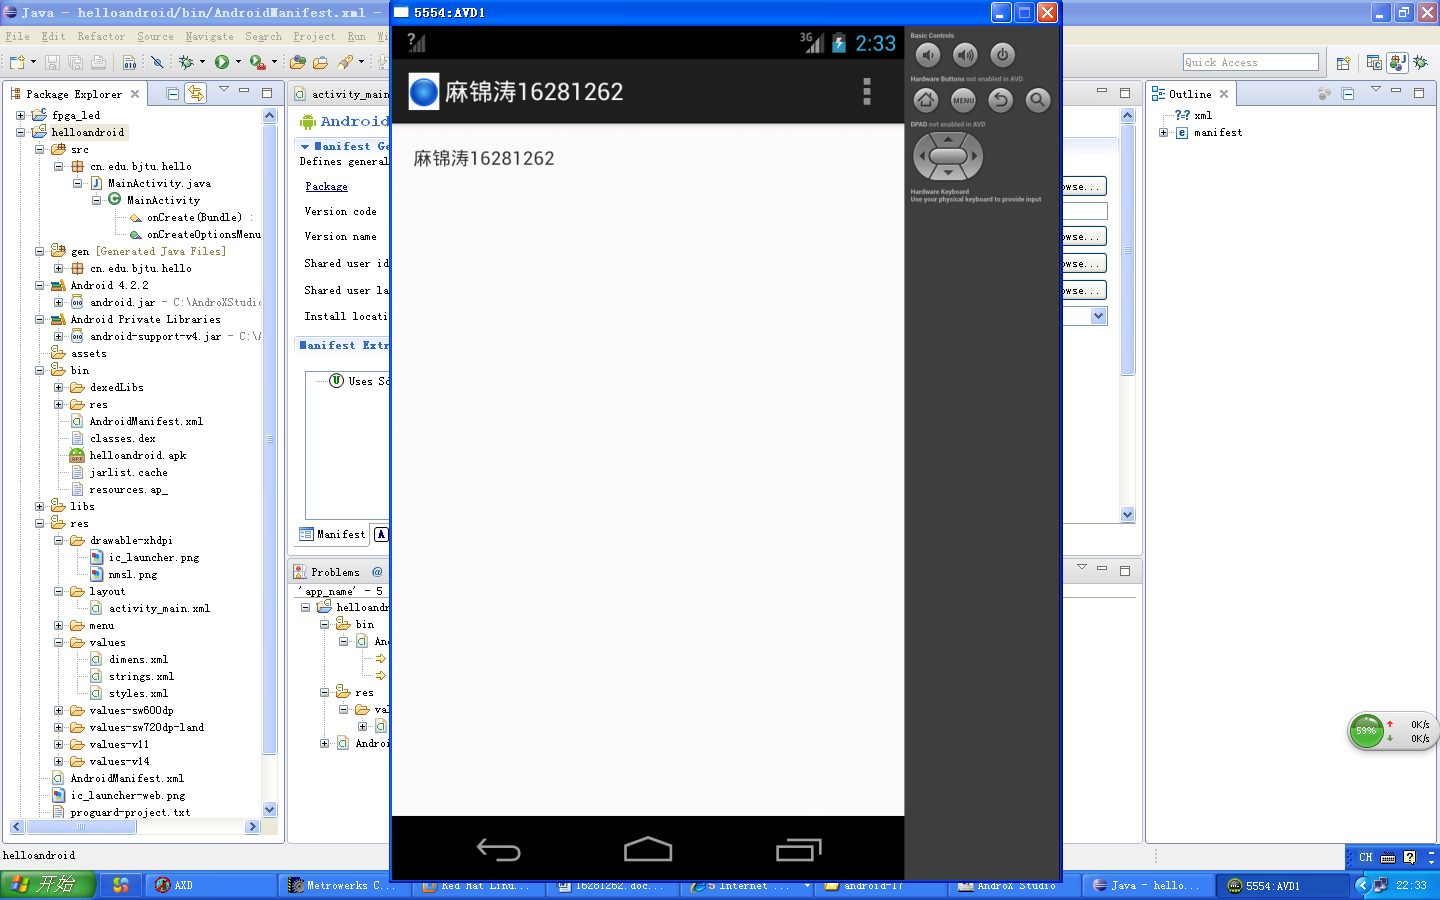 Java - helloandroid/bin/AndroidManifest.xml -
5554:AVD1
File Edit Refactor Source Navigate Search Project Run
Quick Access
Package Explorer
fpga_led
helloandroid
src
cn.edu.bjtu.hello
MainActivity.java
MainActivity
onCreate(Bundle) :
onCreateOptionsMenu
gen [Generated Java Files]
cn.edu.bjtu.hello
Android 4.2.2
android.jar - C:\AndroXStudio
Android Private Libraries
android-support-v4.jar - C:\
assets
bin
dexedLibs
res
AndroidManifest.xml
classes.dex
helloandroid.apk
jarlist.cache
resources.ap_
libs
res
drawable-xhdpi
ic_launcher.png
nmsl.png
layout
activity_main.xml
menu
values
dimens.xml
strings.xml
styles.xml
values-sw600dp
values-sw720dp-land
values-v11
values-v14
AndroidManifest.xml
ic_launcher-web.png
proguard-project.txt
activity_main
Android
Manifest Ge
Defines general
Package
Version code
Version name
Shared user id
Shared user la
Install locati
Manifest Extr
Uses Sd
Manifest
A
Problems @
'app_name' - 5
helloandr
bin
An
res
val
Androi
3G 2:33
麻锦涛16281262
麻锦涛16281262
Basic Controls
Hardware Buttons not enabled in AVD
MENU
DPAD not enabled in AVD
Hardware Keyboard
Use your physical keyboard to provide input
owse...
owse...
owse...
owse...
Outline
xml
manifest
59% 0K/s
0K/s
helloandroid
CH
开始
AXD
Metrowerks C...
Red Hat Linu...
16281262.doc...
5 Internet ...
android-17
AndroX Studio
Java - hello...
5554:AVD1
22:33